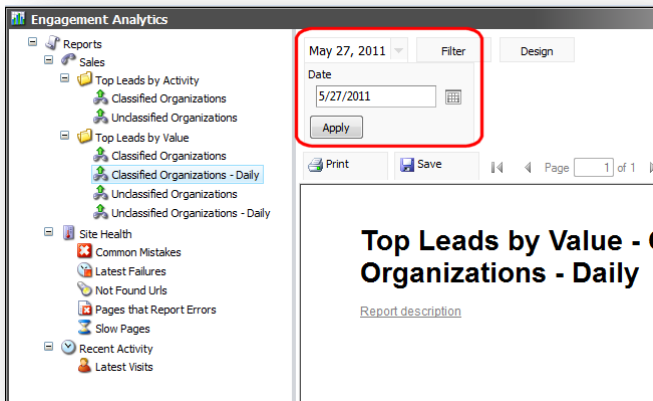 Engagement Analytics
Reports
Sales
Top Leads by Activity
Classified Organizations
Unclassified Organizations
Top Leads by Value
Classified Organizations
Classified Organizations - Daily
Unclassified Organizations
Unclassified Organizations - Daily
Site Health
Common Mistakes
Latest Failures
Not Found Urls
Pages that Report Errors
Slow Pages
Recent Activity
Latest Visits
May 27, 2011 Filter Design
Date
5/27/2011
Apply
Print Save Page 1 of 1
Top Leads by Value -
Organizations - Daily
Report description